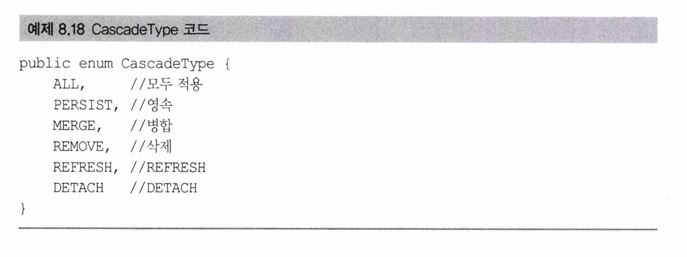 예제 8.18 CascadeType 코드
public enum CascadeType {
ALL, //모두 적용
PERSIST, //영속
MERGE, //병합
REMOVE, //삭제
REFRESH, //REFRESH
DETACH //DETACH
}